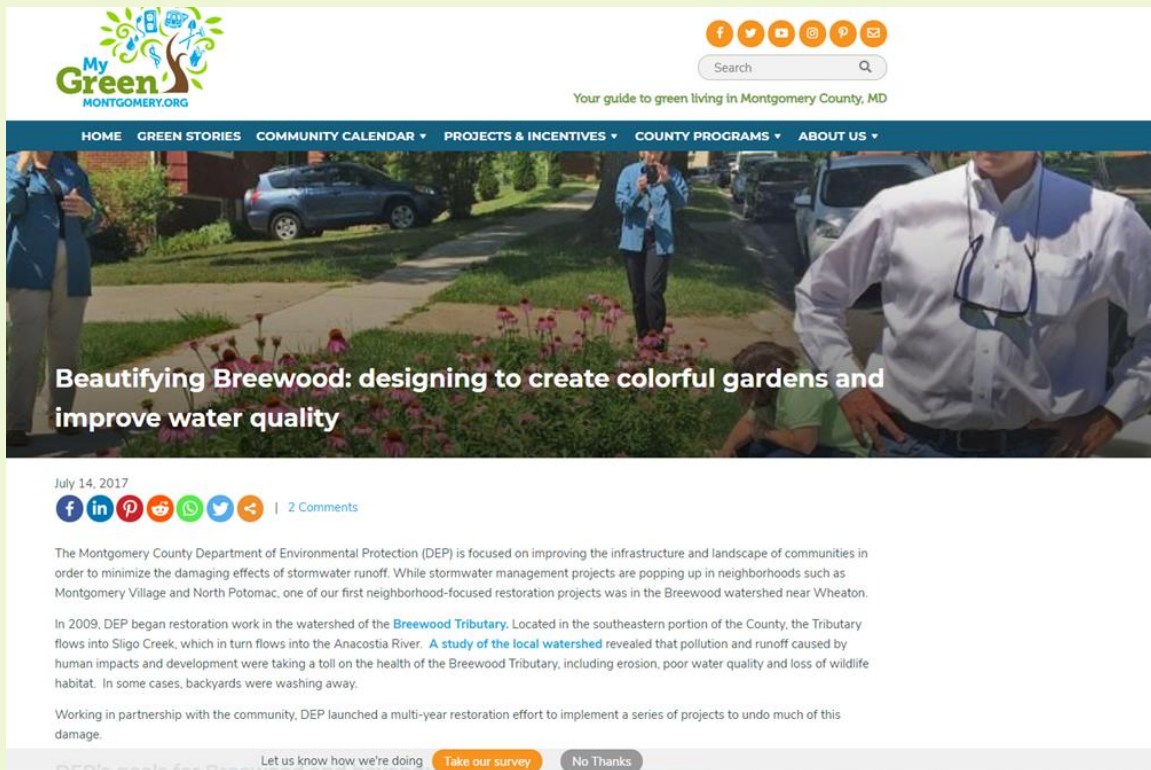 My
Green
MONTGOMERY.ORG
Search
Your guide to green living in Montgomery County, MD
HOME GREEN STORIES COMMUNITY CALENDAR PROJECTS & INCENTIVES COUNTY PROGRAMS ABOUT US
Beautifying Breewood: designing to create colorful gardens and
improve water quality
July 14, 2017
| 2 Comments
The Montgomery County Department of Environmental Protection (DEP) is focused on improving the infrastructure and landscape of communities in
order to minimize the damaging effects of stormwater runoff. While stormwater management projects are popping up in neighborhoods such as
Montgomery Village and North Potomac, one of our first neighborhood-focused restoration projects was in the Breewood watershed near Wheaton.
In 2009, DEP began restoration work in the watershed of the Breewood Tributary. Located in the southeastern portion of the County, the Tributary
flows into Sligo Creek, which in turn flows into the Anacostia River. A study of the local watershed revealed that pollution and runoff caused by
human impacts and development were taking a toll on the health of the Breewood Tributary, including erosion, poor water quality and loss of wildlife
habitat. In some cases, backyards were washing away.
Working in partnership with the community, DEP launched a multi-year restoration effort to implement a series of projects to undo much of this
damage.
Let us know how we're doing Take our survey No Thanks